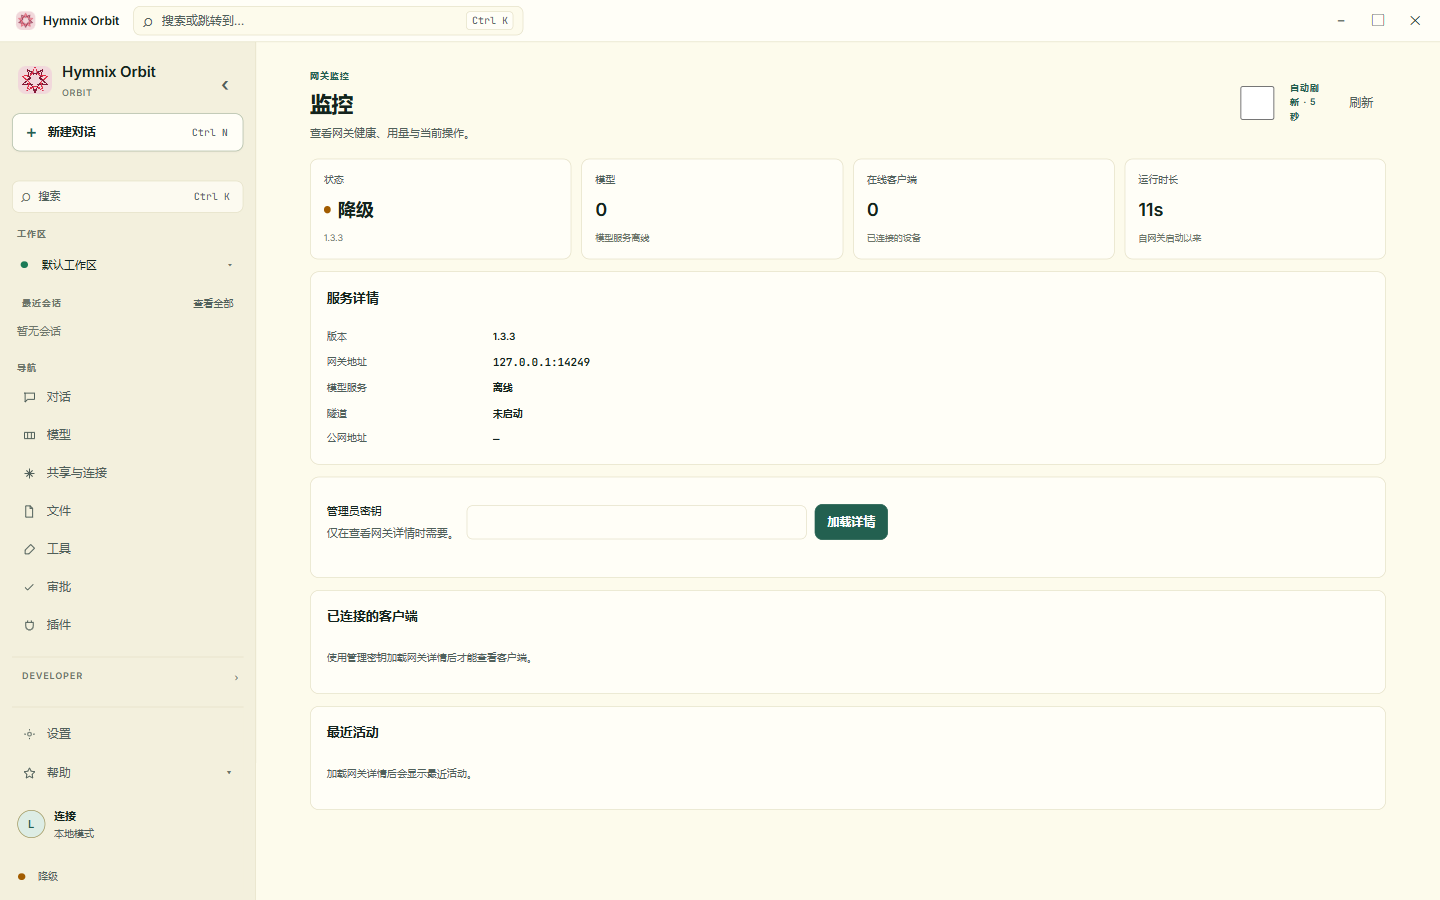 Hymnix Orbit
搜索或跳转到...
Ctrl K
Hymnix Orbit
ORBIT
新建对话
Ctrl N
搜索
Ctrl K
工作区
默认工作区
最近会话
查看全部
暂无会话
导航
对话
模型
共享与连接
文件
工具
审批
插件
DEVELOPER
设置
帮助
L
连接
本地模式
降级
网关监控
监控
查看网关健康、用量与当前操作。
自动刷
新 · 5
秒
刷新
状态
降级
1.3.3
模型
0
模型服务离线
在线客户端
0
已连接的设备
运行时长
11s
自网关启动以来
服务详情
版本
1.3.3
网关地址
127.0.0.1:14249
模型服务
离线
隧道
未启动
公网地址
—
管理员密钥
仅在查看网关详情时需要。
加载详情
已连接的客户端
使用管理密钥加载网关详情后才能查看客户端。
最近活动
加载网关详情后会显示最近活动。